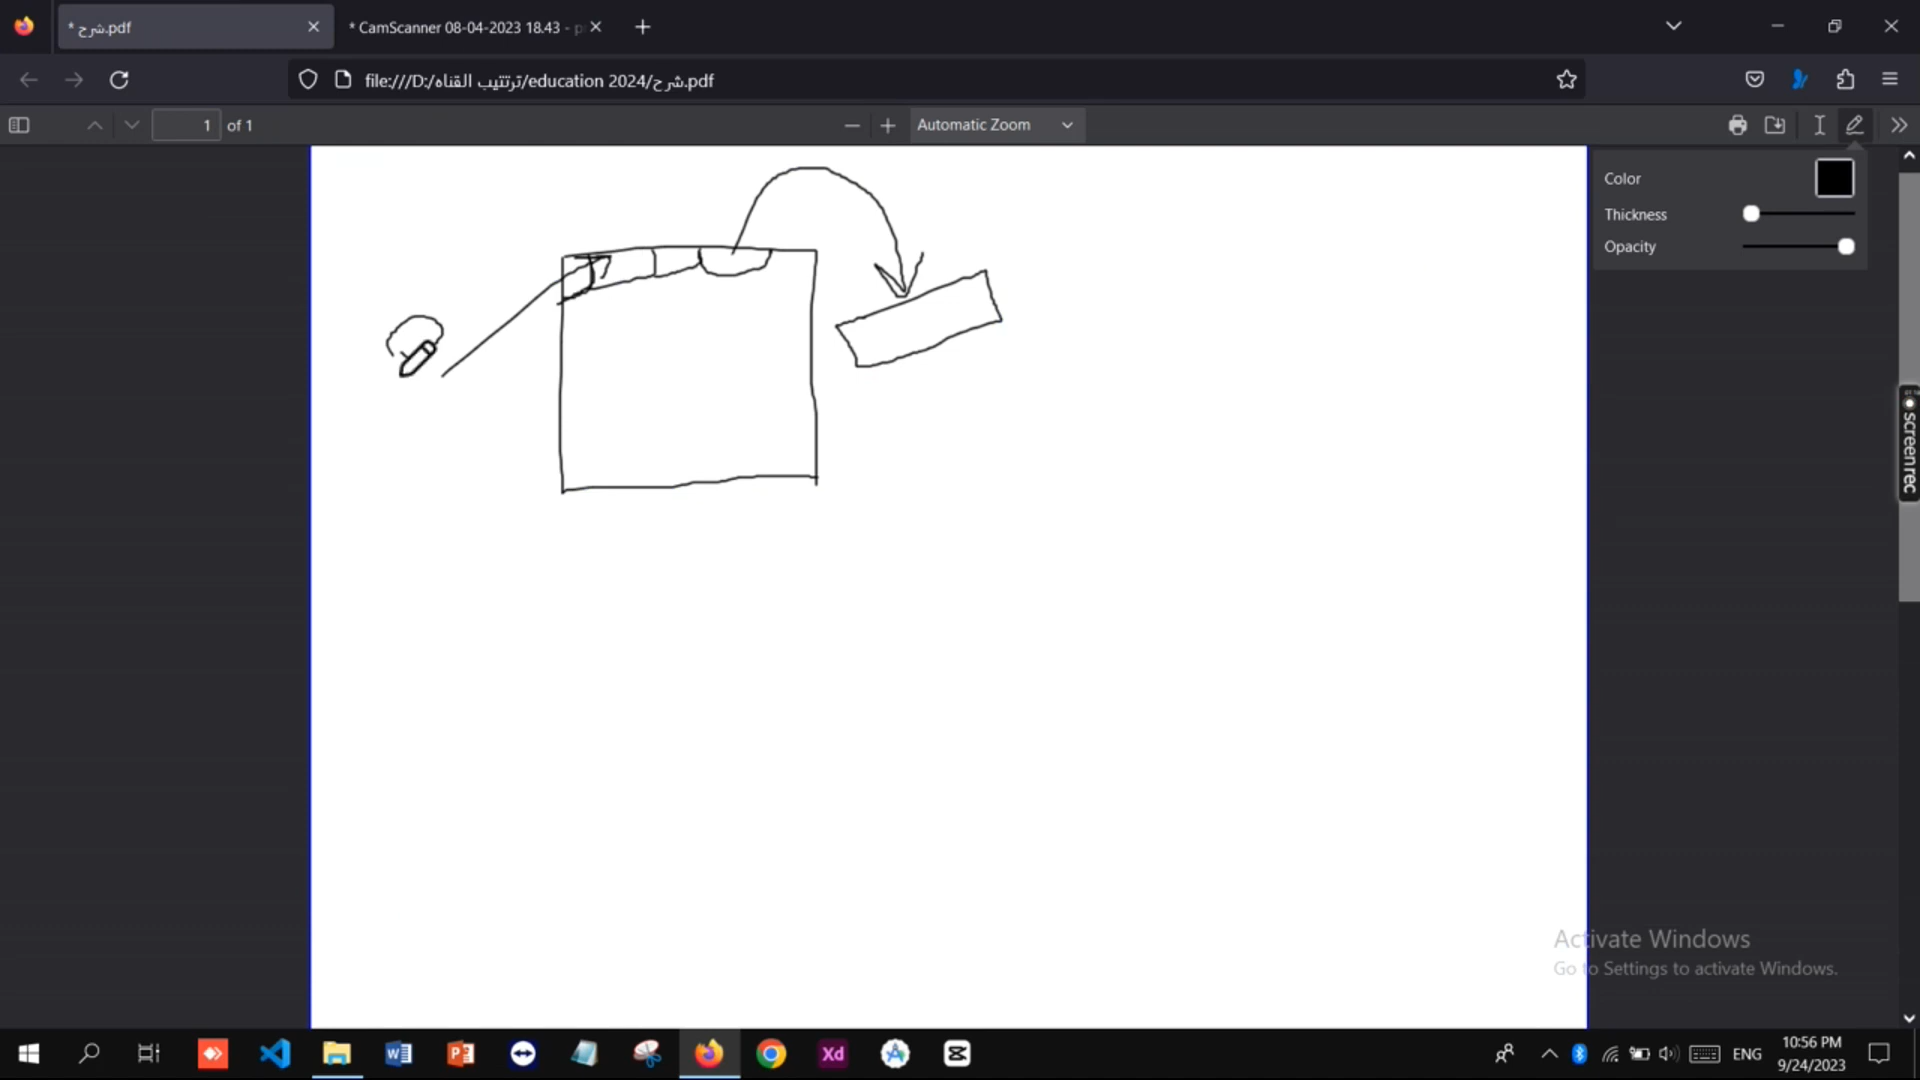 * شرح.pdf
* CamScanner 08-04-2023 18.43 - p
file:///D:/ترتتيب القناه/education 2024/شرح.pdf
1 of 1
Automatic Zoom
Color
Thickness
Opacity
screenrec
Activate Windows
Go to Settings to activate Windows.
Xd
ENG
10:56 PM
9/24/2023